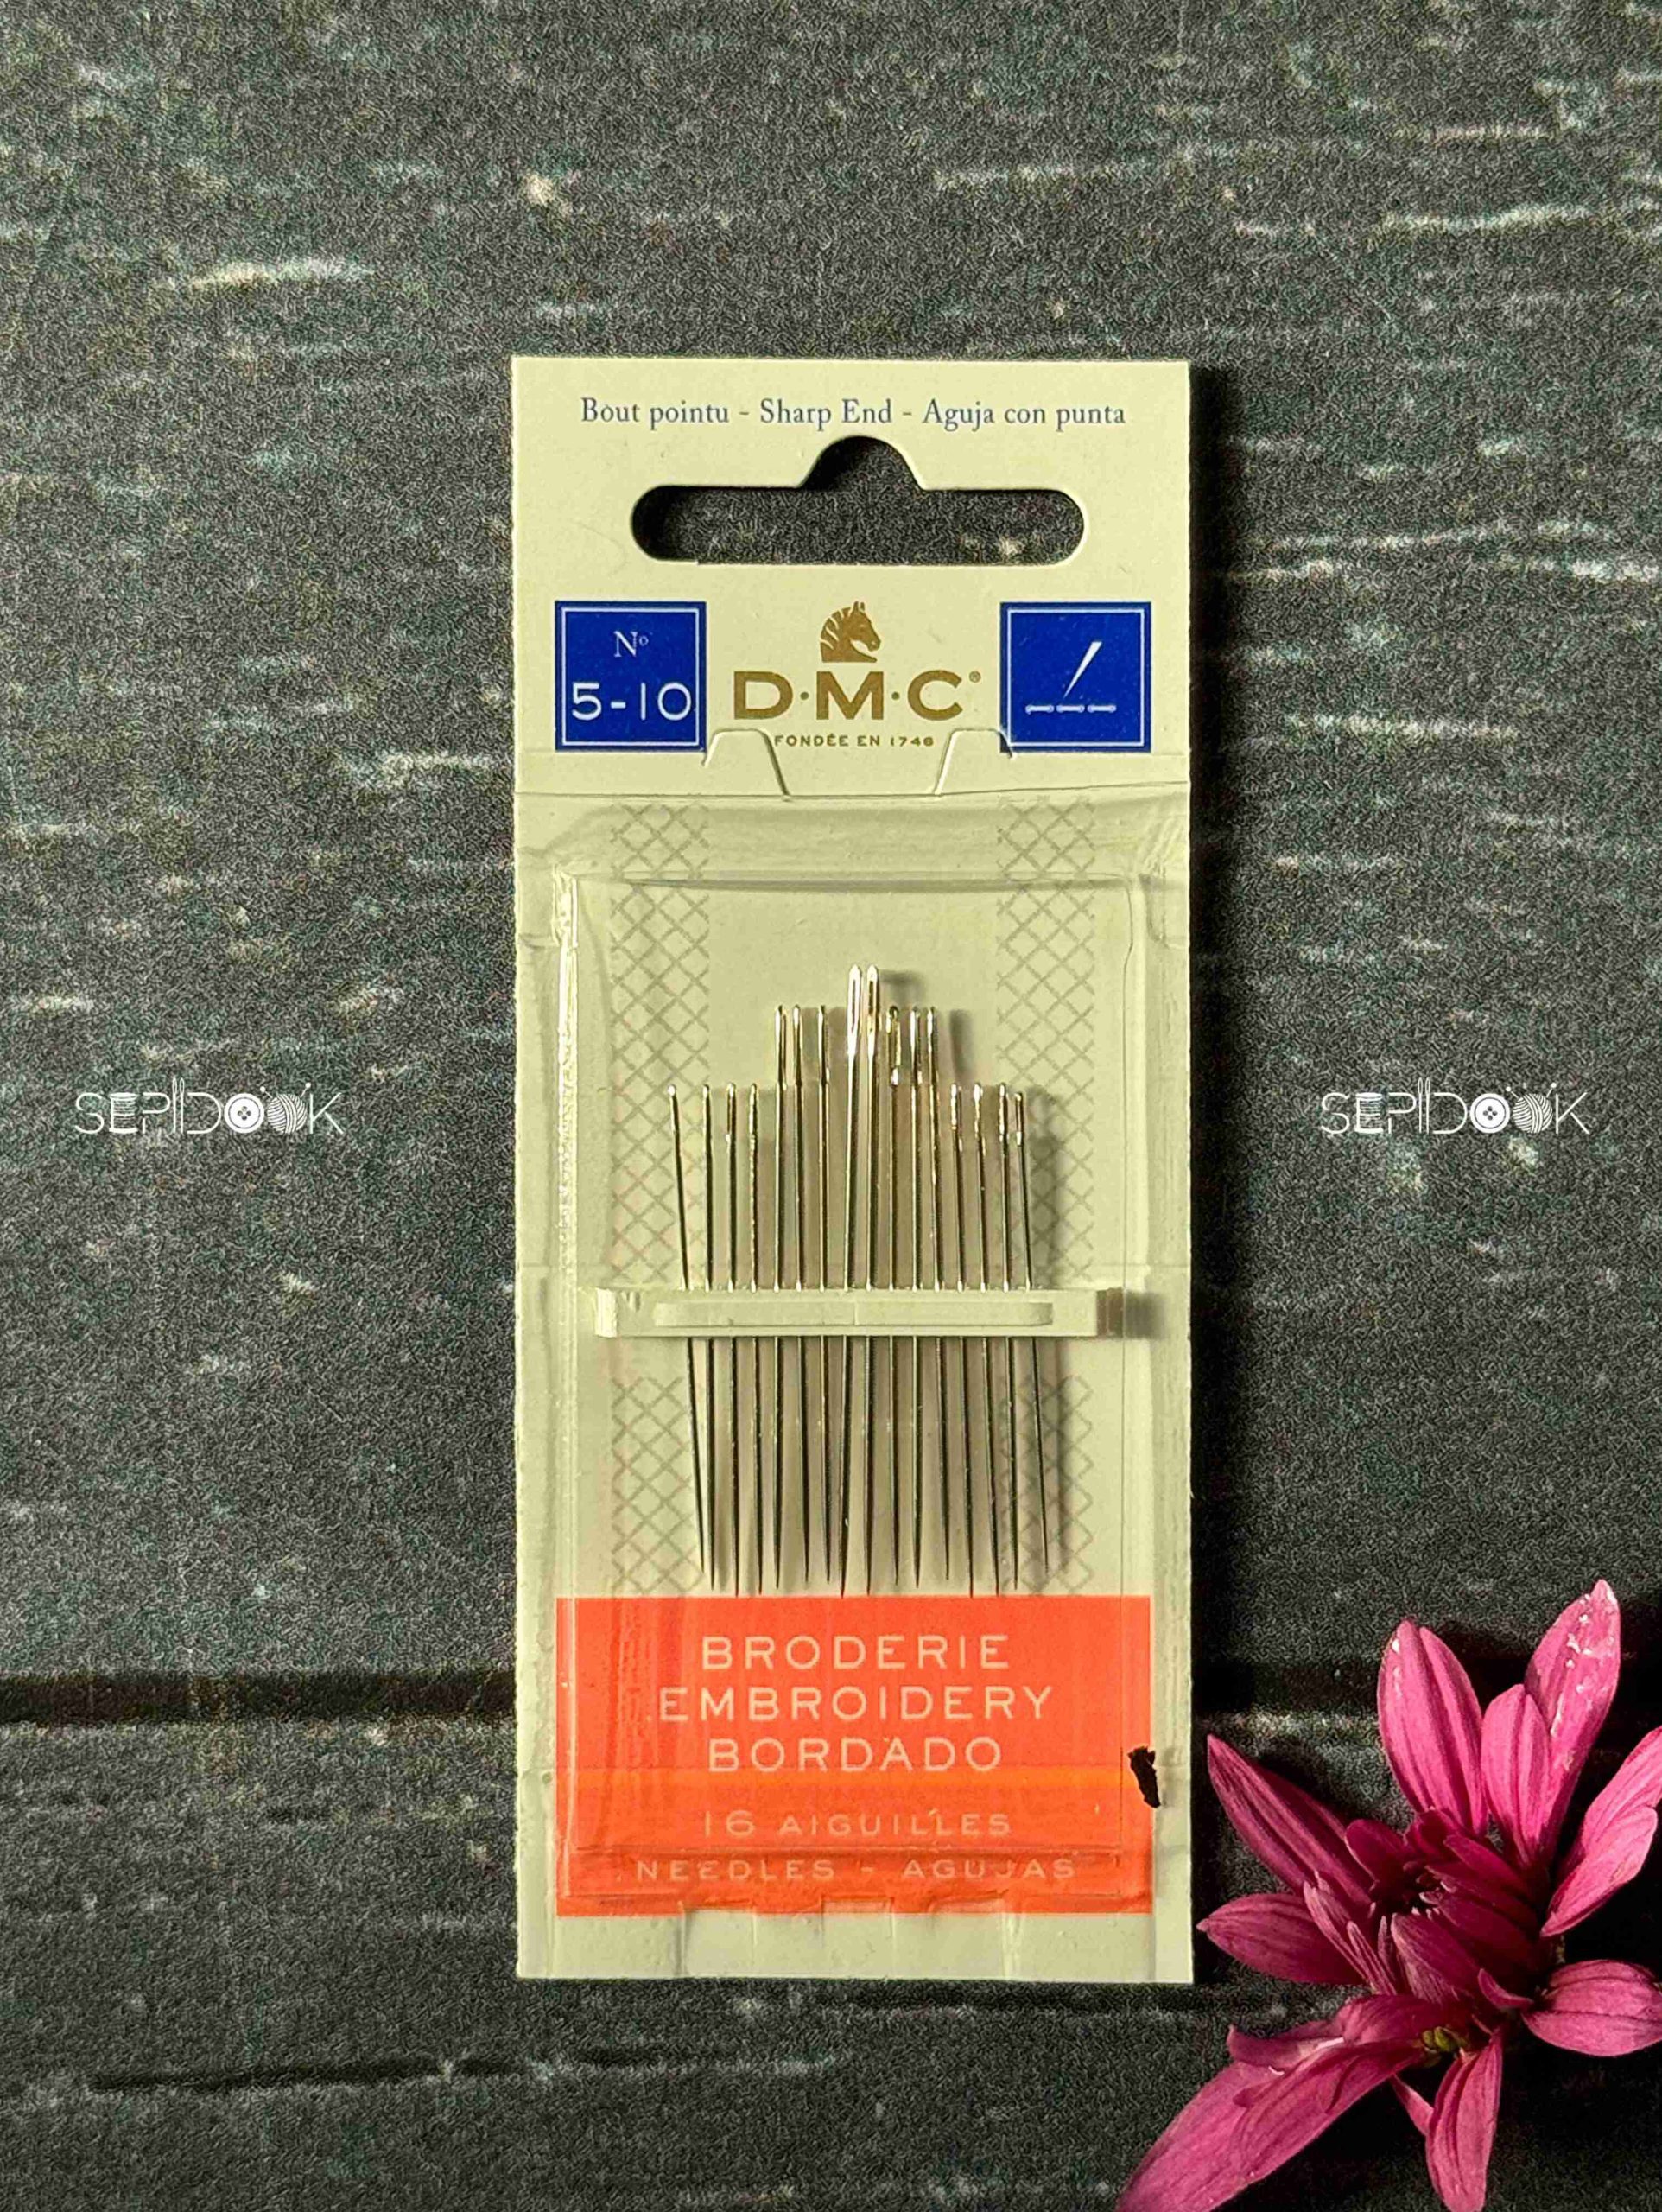 Bout pointu - Sharp End - Aguja con punta
Nº
5-10
D·M·C®
FONDÉE EN 1746
SEPIDOOK
SEPIDOOK
BRODERIE
EMBROIDERY
BORDADO
16 AIGUILLES
NEEDLES - AGUJAS